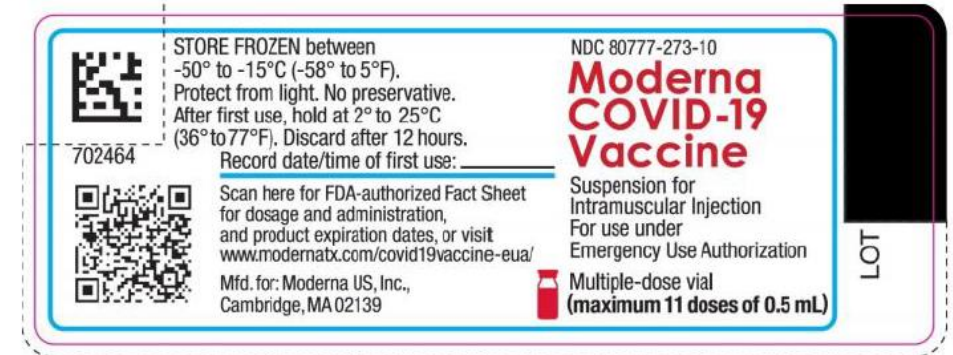 STORE FROZEN between
-50° to -15°C (-58° to 5°F).
Protect from light. No preservative.
After first use, hold at 2° to 25°C
(36°to77°F). Discard after 12 hours.
Record date/time of first use:
702464
Scan here for FDA-authorized Fact Sheet
for dosage and administration,
and product expiration dates, or visit
www.modernatx.com/covid19vaccine-eua/
Mfd. for: Moderna US, Inc.,
Cambridge, MA 02139
NDC 80777-273-10
Moderna
COVID-19
Vaccine
Suspension for
Intramuscular Injection
For use under
Emergency Use Authorization
Multiple-dose vial
(maximum 11 doses of 0.5 mL)
LOT